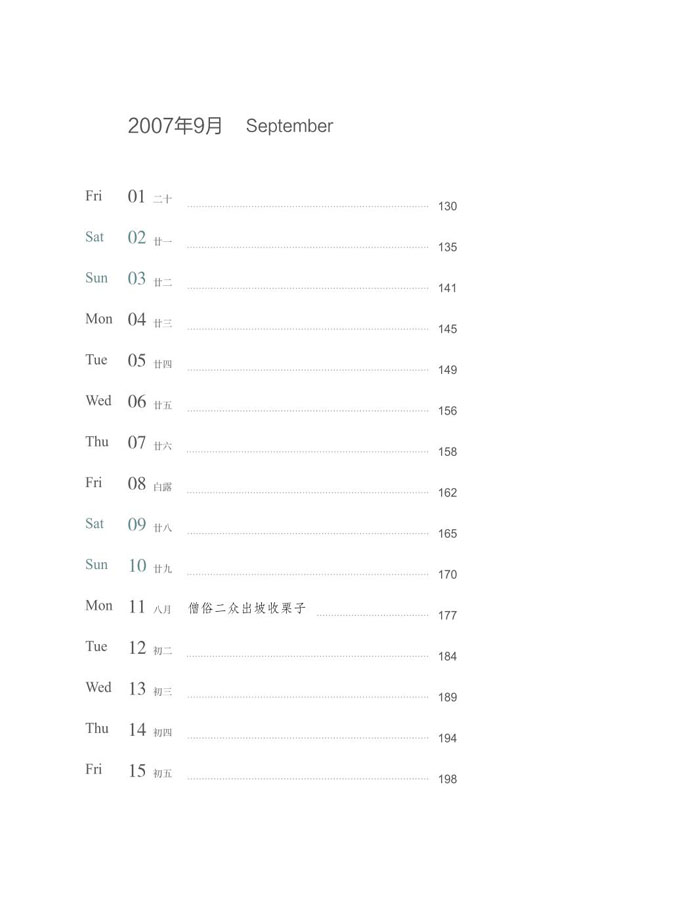 2007年9月 September
Fri 01 二十 130
Sat 02 廿一 135
Sun 03 廿二 141
Mon 04 廿三 145
Tue 05 廿四 149
Wed 06 廿五 156
Thu 07 廿六 158
Fri 08 白露 162
Sat 09 廿八 165
Sun 10 廿九 170
Mon 11 八月 僧俗二众出坡收栗子 177
Tue 12 初二 184
Wed 13 初三 189
Thu 14 初四 194
Fri 15 初五 198